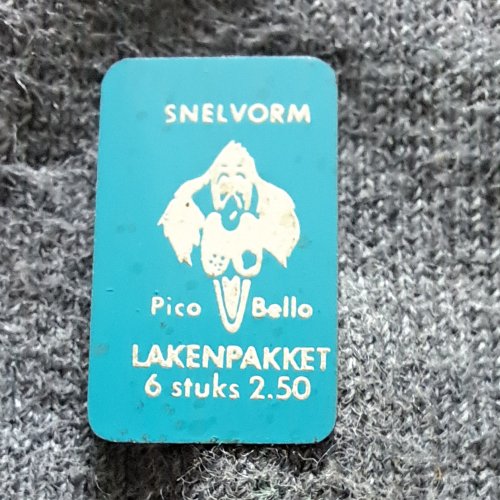 SNELVORM
Pico Bello
LAKENPAKKET
6 stuks 2.50